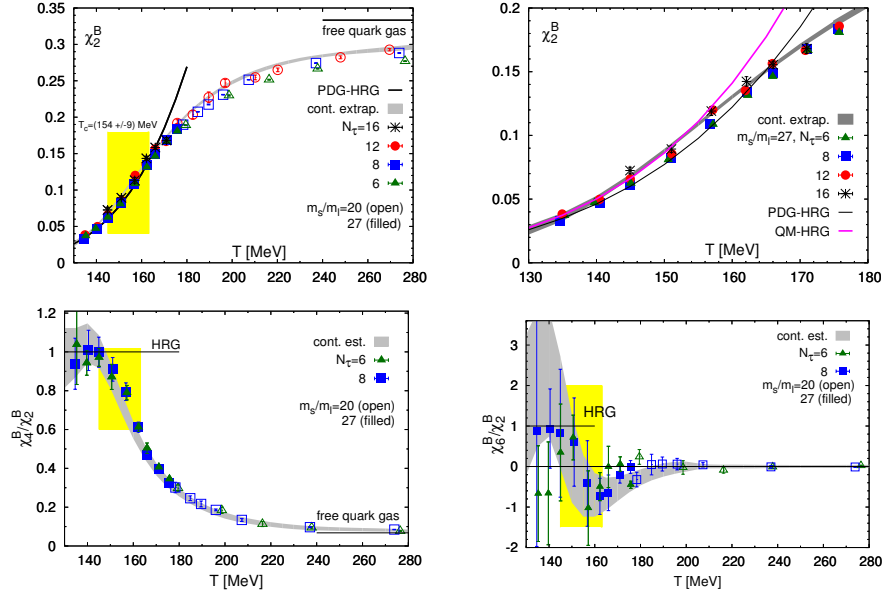 χ₂ᴮ
free quark gas
PDG-HRG
cont. extrap.
Tc=(154 +/-9) MeV
Nτ=16
12
8
6
ms/ml=20 (open)
27 (filled)
0
0.05
0.1
0.15
0.2
0.25
0.3
0.35
140 160 180 200 220 240 260 280
T [MeV]
χ₂ᴮ
cont. extrap.
ms/ml=27, Nτ=6
8
12
16
PDG-HRG
QM-HRG
0
0.05
0.1
0.15
0.2
130 140 150 160 170 180
T [MeV]
χ₄ᴮ/χ₂ᴮ
HRG
cont. est.
Nτ=6
8
ms/ml=20 (open)
27 (filled)
free quark gas
0
0.2
0.4
0.6
0.8
1
1.2
140 160 180 200 220 240 260 280
T [MeV]
χ₆ᴮ/χ₂ᴮ
HRG
cont. est.
Nτ=6
8
ms/ml=20 (open)
27 (filled)
-2
-1
0
1
2
3
140 160 180 200 220 240 260 280
T [MeV]